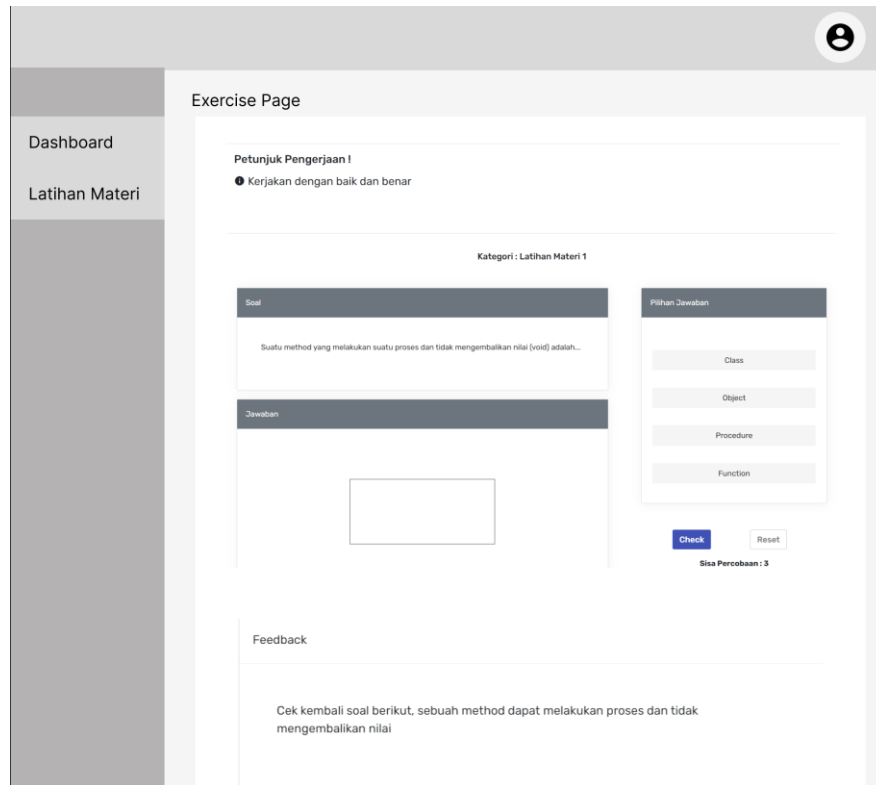 Exercise Page
Dashboard
Latihan Materi
Petunjuk Pengerjaan !
Kerjakan dengan baik dan benar
Kategori : Latihan Materi 1
Soal
Suatu method yang melakukan suatu proses dan tidak mengembalikan nilai (void) adalah...
Jawaban
Pilihan Jawaban
Class
Object
Procedure
Function
Check
Reset
Sisa Percobaan : 3
Feedback
Cek kembali soal berikut, sebuah method dapat melakukan proses dan tidak
mengembalikan nilai